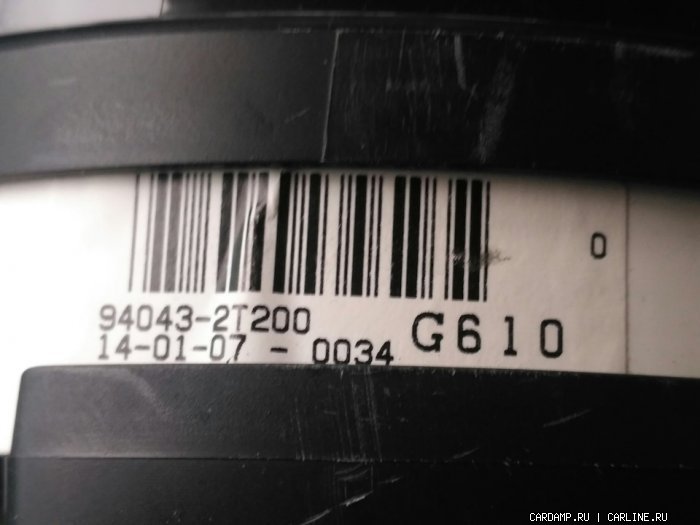 0
94043-2T200
14-01-07 - 0034 G610
CARDAMP.RU | CARLINE.RU